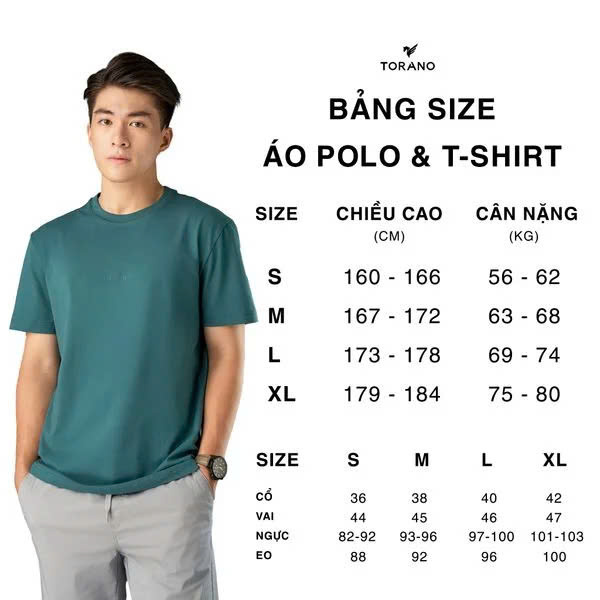 TORANO
BẢNG SIZE
ÁO POLO & T-SHIRT
SIZE CHIỀU CAO CÂN NẶNG
(CM) (KG)
S 160 - 166 56 - 62
M 167 - 172 63 - 68
L 173 - 178 69 - 74
XL 179 - 184 75 - 80
SIZE S M L XL
CỔ 36 38 40 42
VAI 44 45 46 47
NGỰC 82-92 93-96 97-100 101-103
EO 88 92 96 100